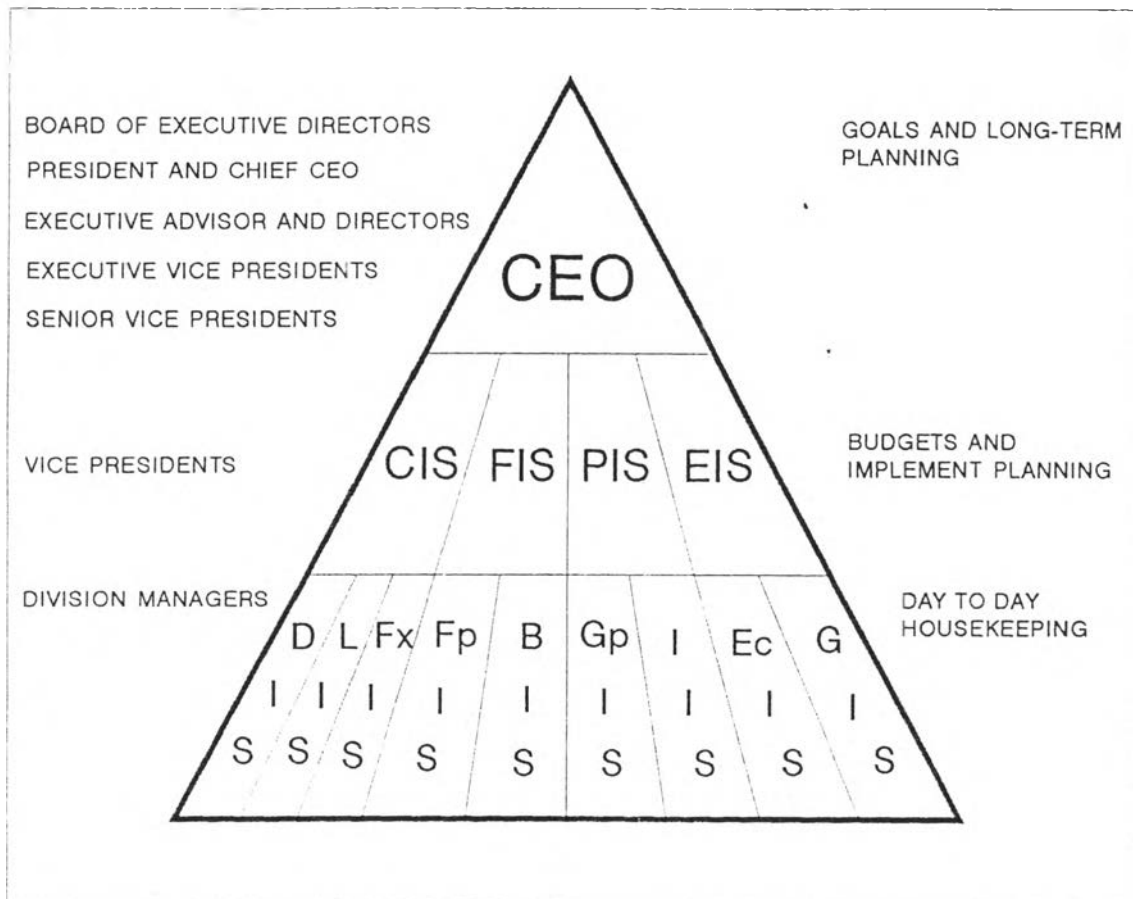 BOARD OF EXECUTIVE DIRECTORS
PRESIDENT AND CHIEF CEO
EXECUTIVE ADVISOR AND DIRECTORS
EXECUTIVE VICE PRESIDENTS
SENIOR VICE PRESIDENTS
CEO
GOALS AND LONG-TERM
PLANNING
VICE PRESIDENTS
CIS FIS PIS EIS
BUDGETS AND
IMPLEMENT PLANNING
DIVISION MANAGERS
D L Fx Fp B Gp I Ec G
I I I I I I I I I
S S S S S S S S S
DAY TO DAY
HOUSEKEEPING